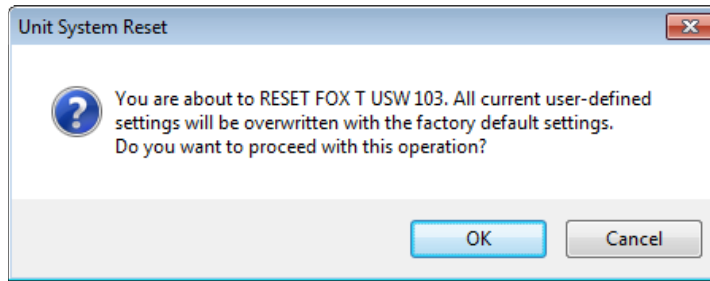 Unit System Reset
You are about to RESET FOX T USW 103. All current user-defined
settings will be overwritten with the factory default settings.
Do you want to proceed with this operation?
OK
Cancel